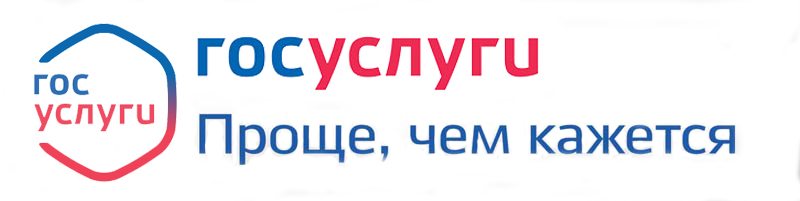 гос
услуги
госуслуги
Проще, чем кажется